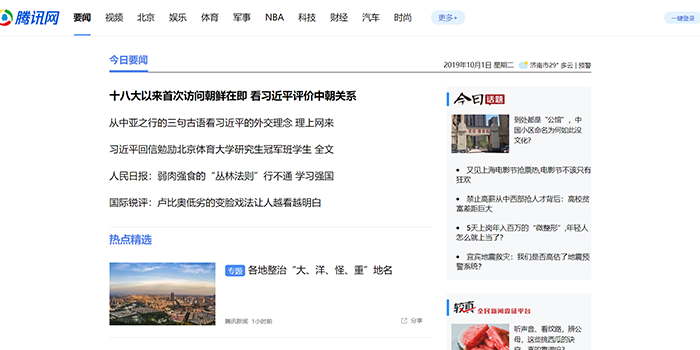 腾讯网
要闻 视频 北京 娱乐 体育 军事 NBA 科技 财经 汽车 时尚 更多+ 一键登录
今日要闻
2019年10月1日 星期二 济南市29° 多云 | 预警
十八大以来首次访问朝鲜在即 看习近平评价中朝关系
从中亚之行的三句古语看习近平的外交理念 理上网来
习近平回信勉励北京体育大学研究生冠军班学生 全文
人民日报：弱肉强食的“丛林法则”行不通 学习强国
国际锐评：卢比奥低劣的变脸戏法让人越看越明白
热点精选
专题 各地整治“大、洋、怪、重”地名
腾讯新闻 1小时前 分享
今日话题
到处都是“公馆”，中
国小区命名为何如此没
文化？
又见上海电影节抢票热,电影节不该只有
狂欢
禁止高薪从中西部抢人才背后：高校贫
富差距巨大
5天上岗年入百万的“微整形”,年轻人
怎么就上当了？
宜宾地震救灾：我们是否高估了地震预
警系统？
较真 全民新闻查证平台
听声音、看纹路、辨公
母，这些挑西瓜的诀